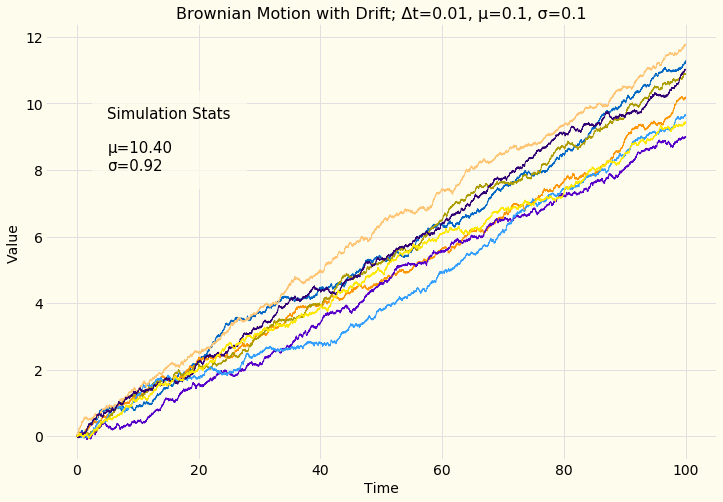 Brownian Motion with Drift; Δt=0.01, μ=0.1, σ=0.1
12
10
8
6
4
2
0
Value
Simulation Stats
μ=10.40
σ=0.92
0 20 40 60 80 100
Time